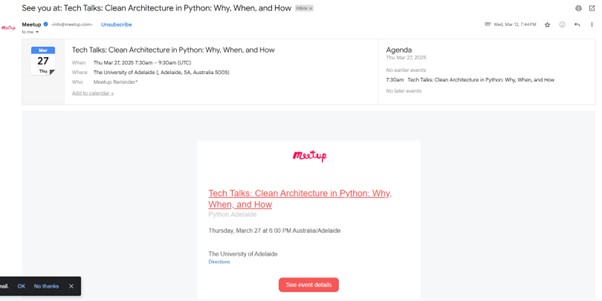 See you at: Tech Talks: Clean Architecture in Python: Why, When, and How Inbox ×
Meetup <info@meetup.com> Unsubscribe Wed, Mar 12, 7:44 PM
to me
Mar
27
Thu
Tech Talks: Clean Architecture in Python: Why, When, and How
When Thu Mar 27, 2025 7:30am – 9:30am (UTC)
Where The University of Adelaide (, Adelaide, SA, Australia 5005)
Who Meetup Reminder*
Add to calendar »
Agenda
Thu Mar 27, 2025
No earlier events
7:30am Tech Talks: Clean Architecture in Python: Why, When, and How
No later events
meetup
meetup
Tech Talks: Clean Architecture in Python: Why,
When, and How
Python Adelaide
Thursday, March 27 at 6:00 PM Australia/Adelaide
The University of Adelaide
Directions
See event details
mail. OK No thanks ×